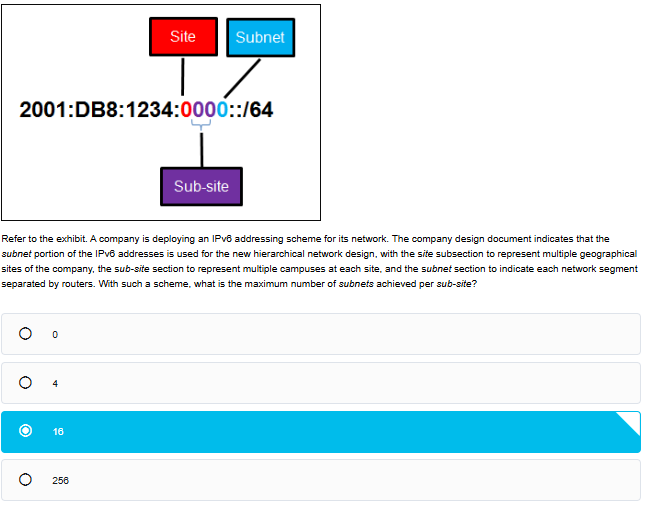 Site
Subnet
2001:DB8:1234:0000::/64
Sub-site
Refer to the exhibit. A company is deploying an IPv6 addressing scheme for its network. The company design document indicates that the
subnet portion of the IPv6 addresses is used for the new hierarchical network design, with the site subsection to represent multiple geographical
sites of the company, the sub-site section to represent multiple campuses at each site, and the subnet section to indicate each network segment
separated by routers. With such a scheme, what is the maximum number of subnets achieved per sub-site?
0
4
16
256